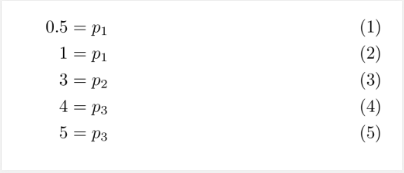 0.5 = p₁ (1)
1 = p₁ (2)
3 = p₂ (3)
4 = p₃ (4)
5 = p₃ (5)